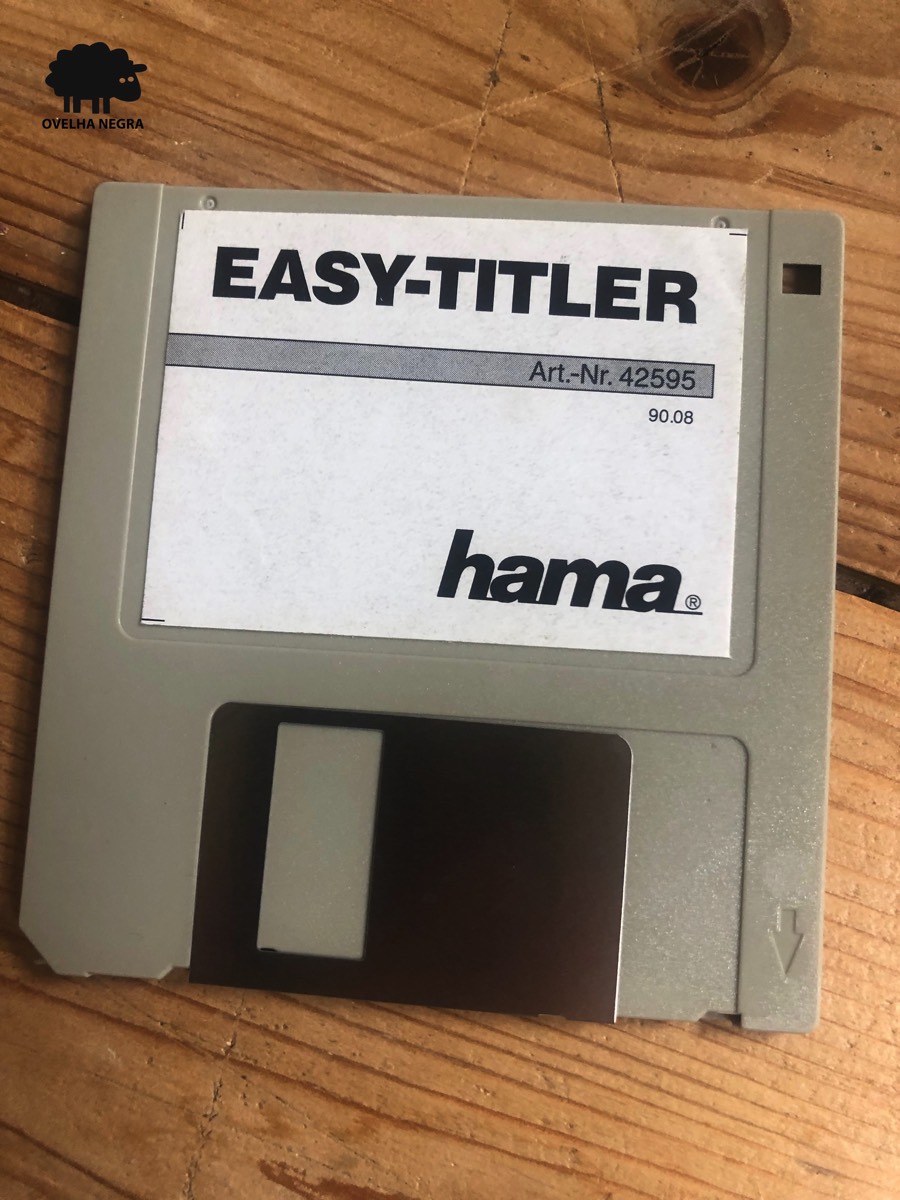 OVELHA NEGRA
EASY-TITLER
Art.-Nr. 42595
90.08
hama®